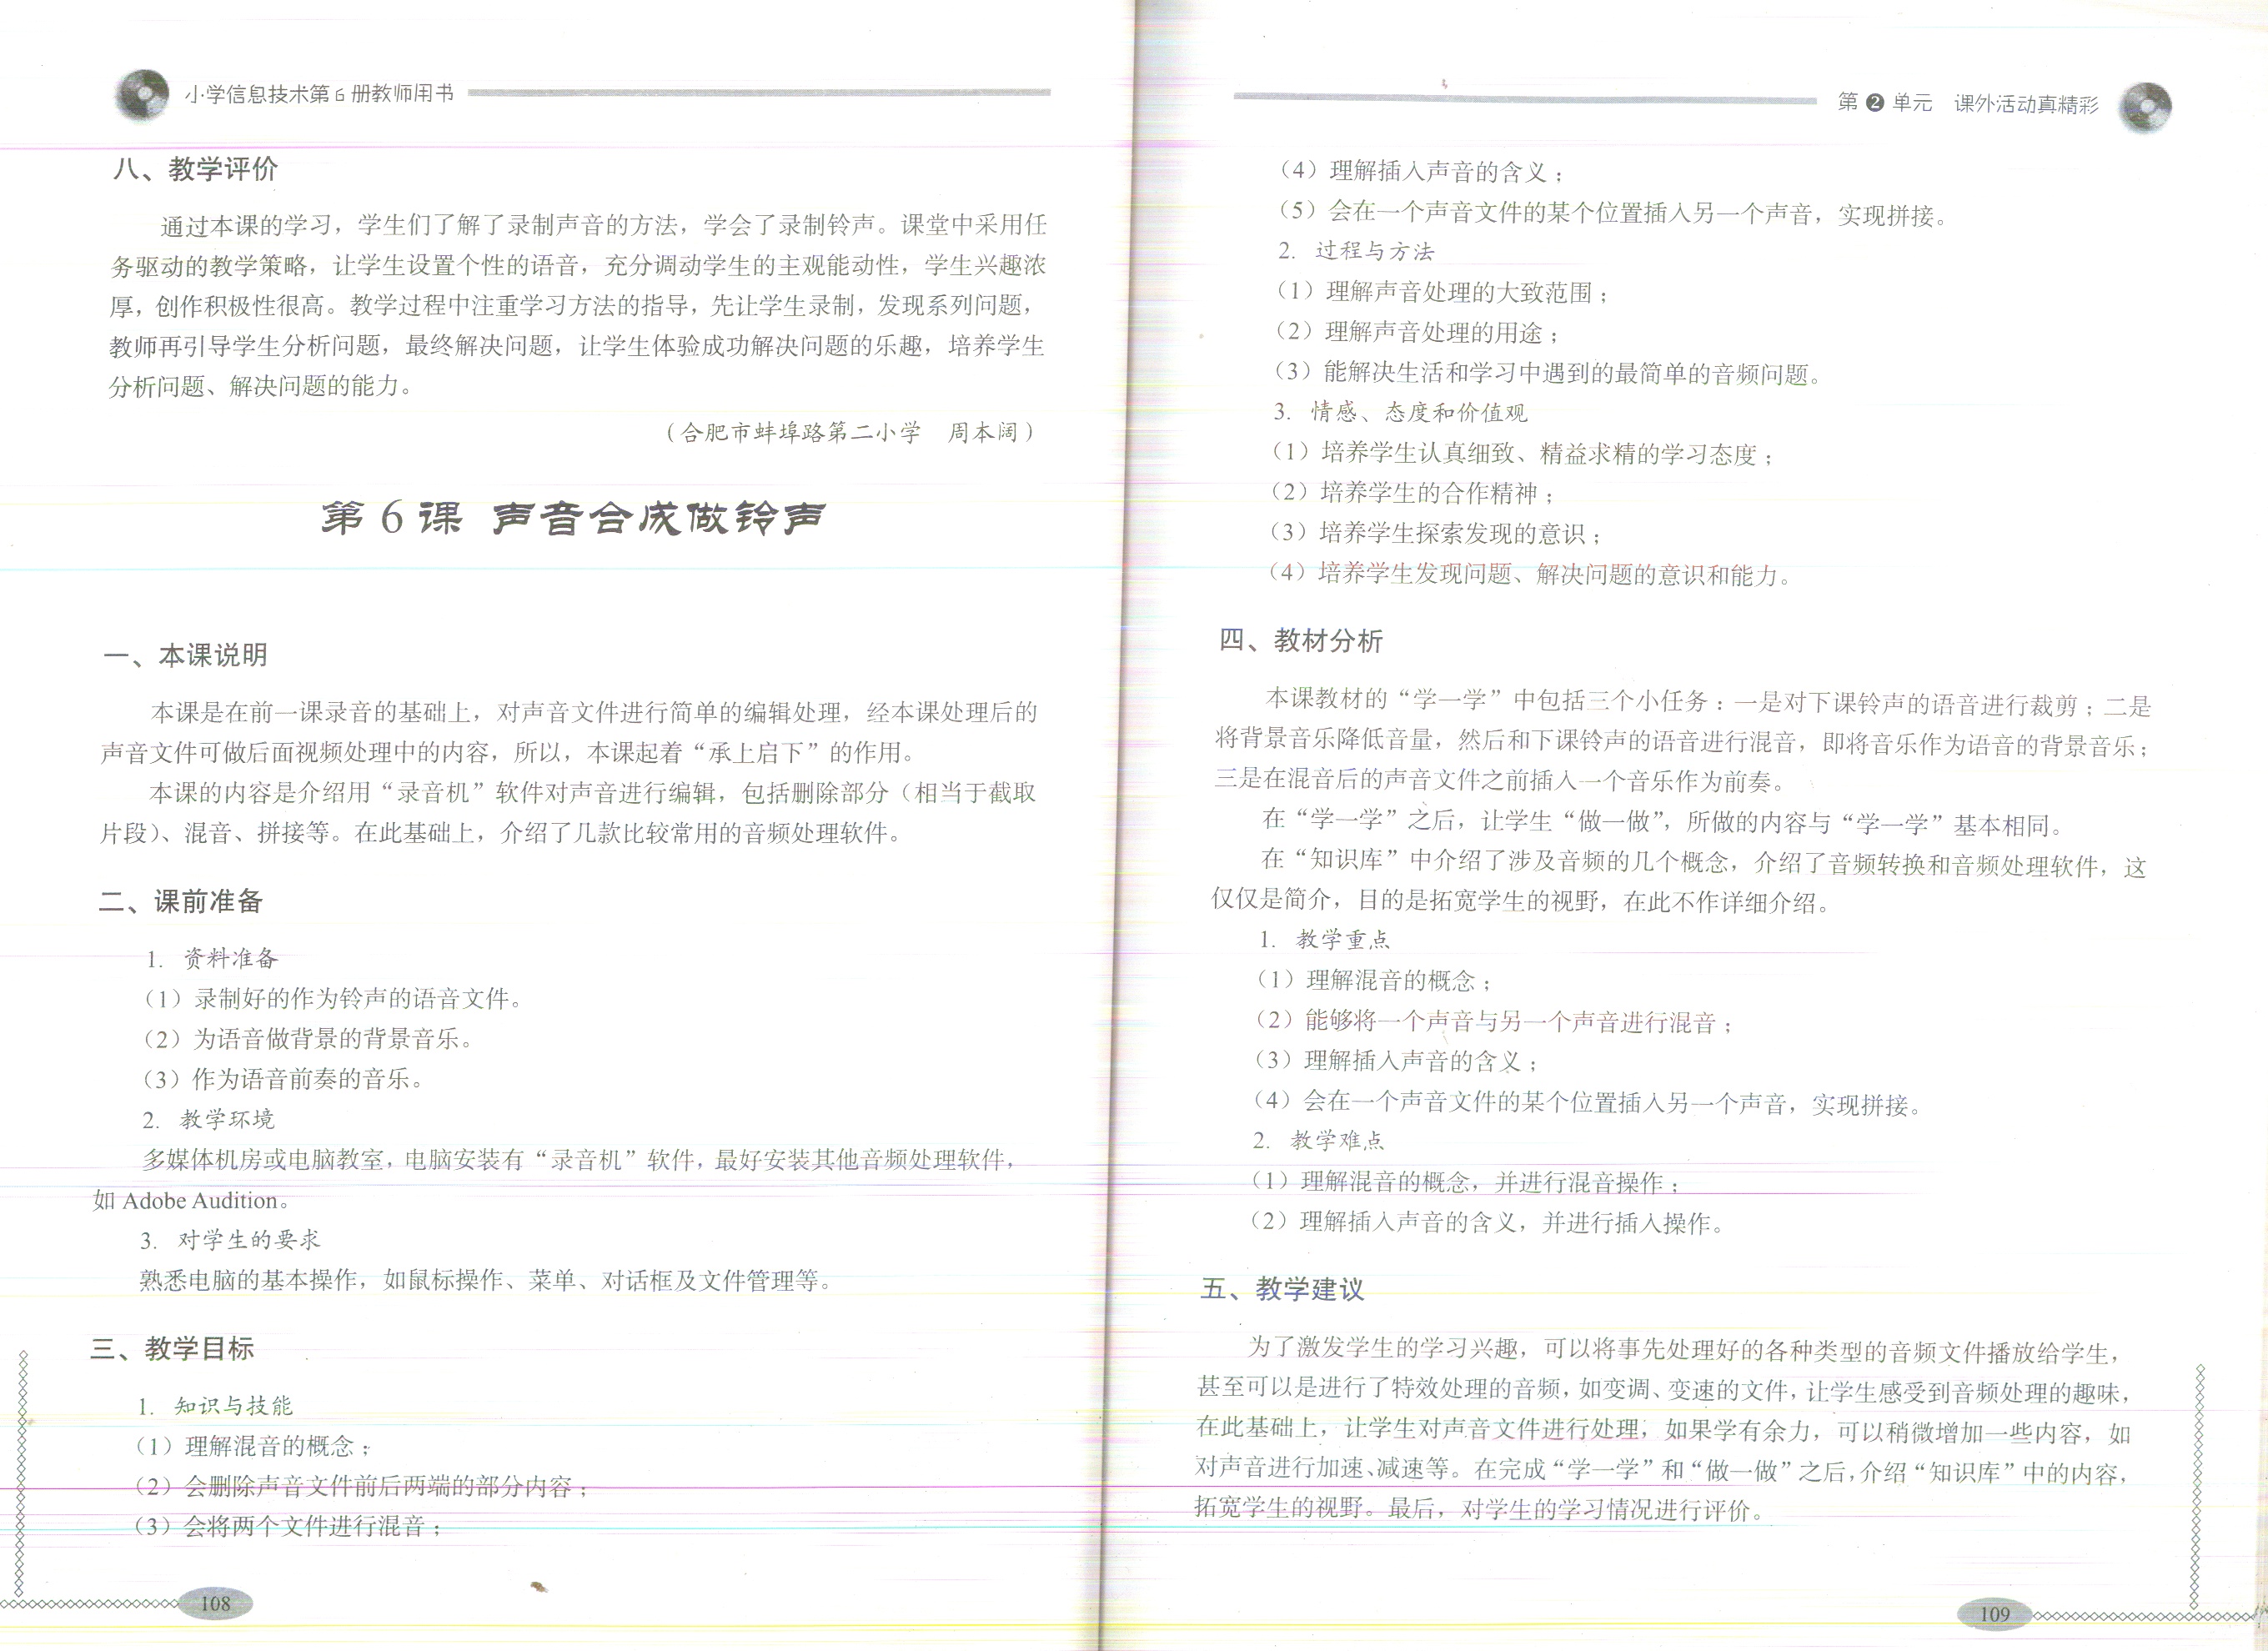 小学信息技术第6册教师用书
八、教学评价
通过本课的学习，学生们了解了录制声音的方法，学会了录制铃声。课堂中采用任
务驱动的教学策略，让学生设置个性的语音，充分调动学生的主观能动性，学生兴趣浓
厚，创作积极性很高。教学过程中注重学习方法的指导，先让学生录制，发现系列问题，
教师再引导学生分析问题，最终解决问题，让学生体验成功解决问题的乐趣，培养学生
分析问题、解决问题的能力。
（合肥市蚌埠路第二小学　周本阔）
第 6 课 声音合成做铃声
一、本课说明
本课是在前一课录音的基础上，对声音文件进行简单的编辑处理，经本课处理后的
声音文件可做后面视频处理中的内容，所以，本课起着“承上启下”的作用。
本课的内容是介绍用“录音机”软件对声音进行编辑，包括删除部分（相当于截取
片段）、混音、拼接等。在此基础上，介绍了几款比较常用的音频处理软件。
二、课前准备
1. 资料准备
（1）录制好的作为铃声的语音文件。
（2）为语音做背景的背景音乐。
（3）作为语音前奏的音乐。
2. 教学环境
多媒体机房或电脑教室，电脑安装有“录音机”软件，最好安装其他音频处理软件，
如 Adobe Audition。
3. 对学生的要求
熟悉电脑的基本操作，如鼠标操作、菜单、对话框及文件管理等。
三、教学目标
1. 知识与技能
（1）理解混音的概念；
（2）会删除声音文件前后两端的部分内容；
（3）会将两个文件进行混音；
108
第 2 单元　课外活动真精彩
（4）理解插入声音的含义；
（5）会在一个声音文件的某个位置插入另一个声音，实现拼接。
2. 过程与方法
（1）理解声音处理的大致范围；
（2）理解声音处理的用途；
（3）能解决生活和学习中遇到的最简单的音频问题。
3. 情感、态度和价值观
（1）培养学生认真细致、精益求精的学习态度；
（2）培养学生的合作精神；
（3）培养学生探索发现的意识；
（4）培养学生发现问题、解决问题的意识和能力。
四、教材分析
本课教材的“学一学”中包括三个小任务：一是对下课铃声的语音进行裁剪；二是
将背景音乐降低音量，然后和下课铃声的语音进行混音，即将音乐作为语音的背景音乐；
三是在混音后的声音文件之前插入一个音乐作为前奏。
在“学一学”之后，让学生“做一做”，所做的内容与“学一学”基本相同。
在“知识库”中介绍了涉及音频的几个概念，介绍了音频转换和音频处理软件，这
仅仅是简介，目的是拓宽学生的视野，在此不作详细介绍。
1. 教学重点
（1）理解混音的概念；
（2）能够将一个声音与另一个声音进行混音；
（3）理解插入声音的含义；
（4）会在一个声音文件的某个位置插入另一个声音，实现拼接。
2. 教学难点
（1）理解混音的概念，并进行混音操作；
（2）理解插入声音的含义，并进行插入操作。
五、教学建议
为了激发学生的学习兴趣，可以将事先处理好的各种类型的音频文件播放给学生，
甚至可以是进行了特效处理的音频，如变调、变速的文件，让学生感受到音频处理的趣味，
在此基础上，让学生对声音文件进行处理，如果学有余力，可以稍微增加一些内容，如
对声音进行加速、减速等。在完成“学一学”和“做一做”之后，介绍“知识库”中的内容，
拓宽学生的视野。最后，对学生的学习情况进行评价。
109